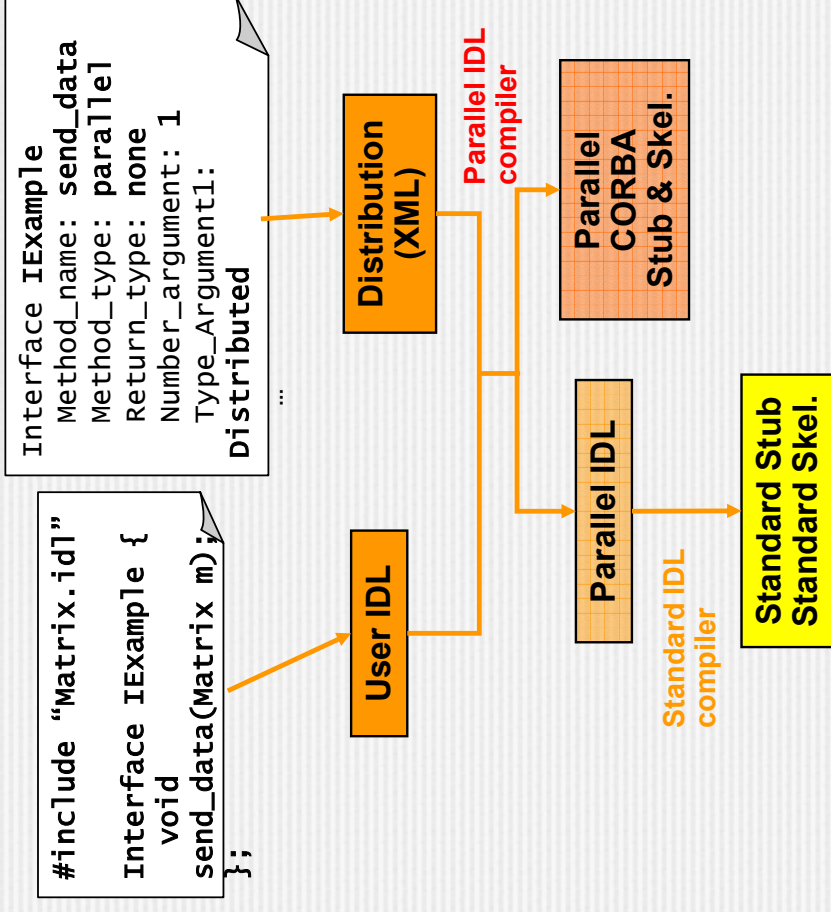 #include “Matrix.idl”
Interface IExample {
void
send_data(Matrix m);
};
Interface IExample
Method_name: send_data
Method_type: parallel
Return_type: none
Number_argument: 1
Type_Argument1:
Distributed
...
User IDL
Distribution
(XML)
Parallel IDL
compiler
Parallel IDL
Parallel
CORBA
Stub & Skel.
Standard IDL
compiler
Standard Stub
Standard Skel.